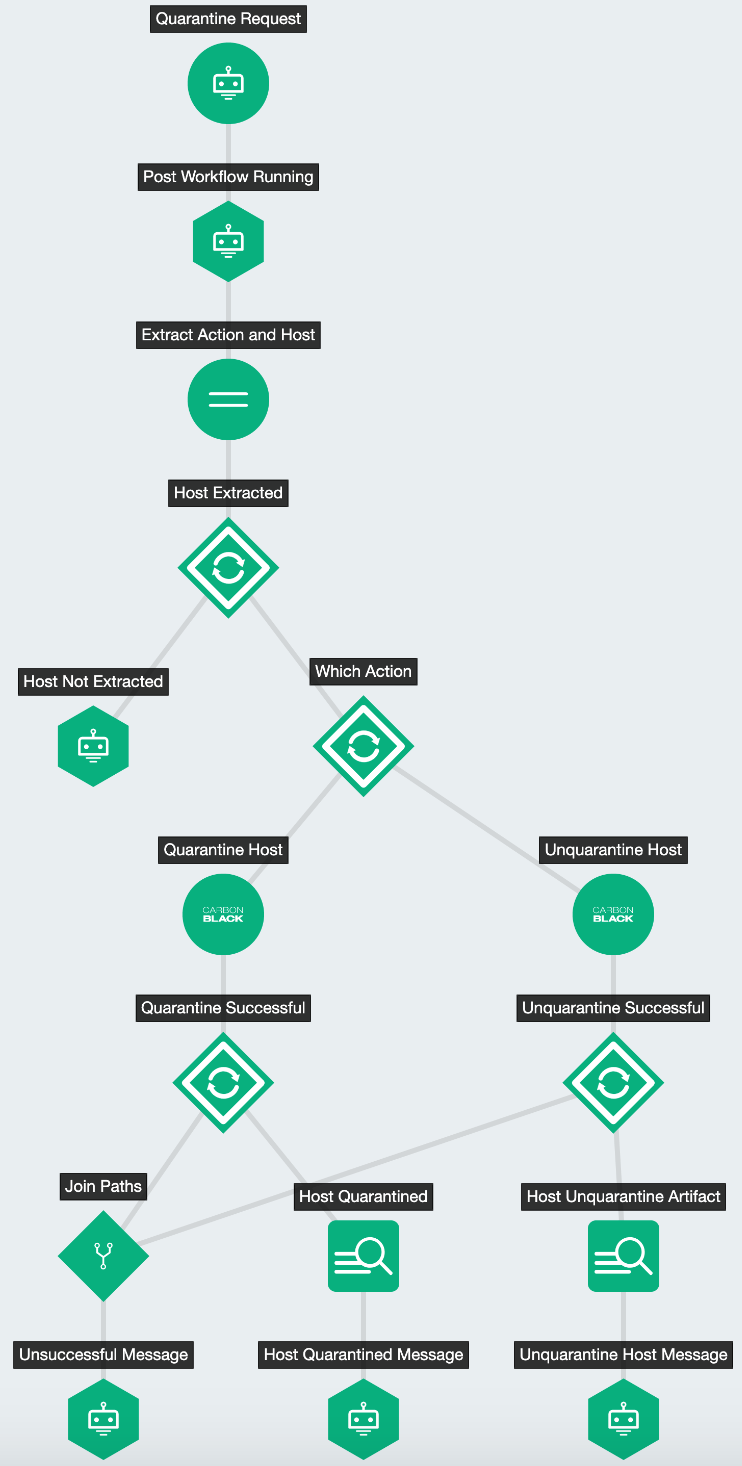 Quarantine Request
Post Workflow Running
Extract Action and Host
Host Extracted
Host Not Extracted
Which Action
Quarantine Host
Unquarantine Host
CARBON
BLACK
CARBON
BLACK
Quarantine Successful
Unquarantine Successful
Join Paths
Host Quarantined
Host Unquarantine Artifact
Unsuccessful Message
Host Quarantined Message
Unquarantine Host Message